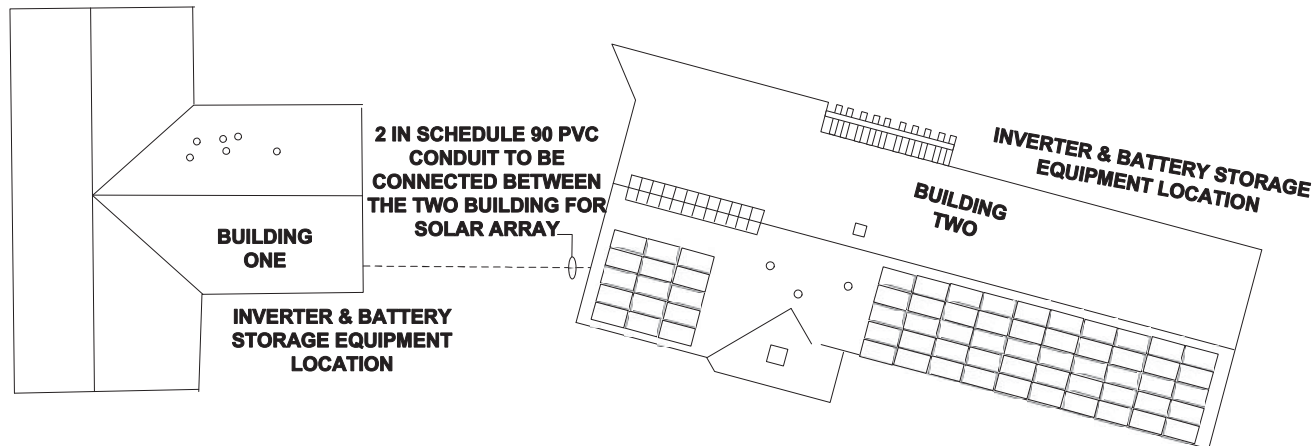 2 IN SCHEDULE 90 PVC
CONDUIT TO BE
CONNECTED BETWEEN
THE TWO BUILDING FOR
SOLAR ARRAY
BUILDING
ONE
INVERTER & BATTERY
STORAGE EQUIPMENT
LOCATION
INVERTER & BATTERY STORAGE
EQUIPMENT LOCATION
BUILDING
TWO